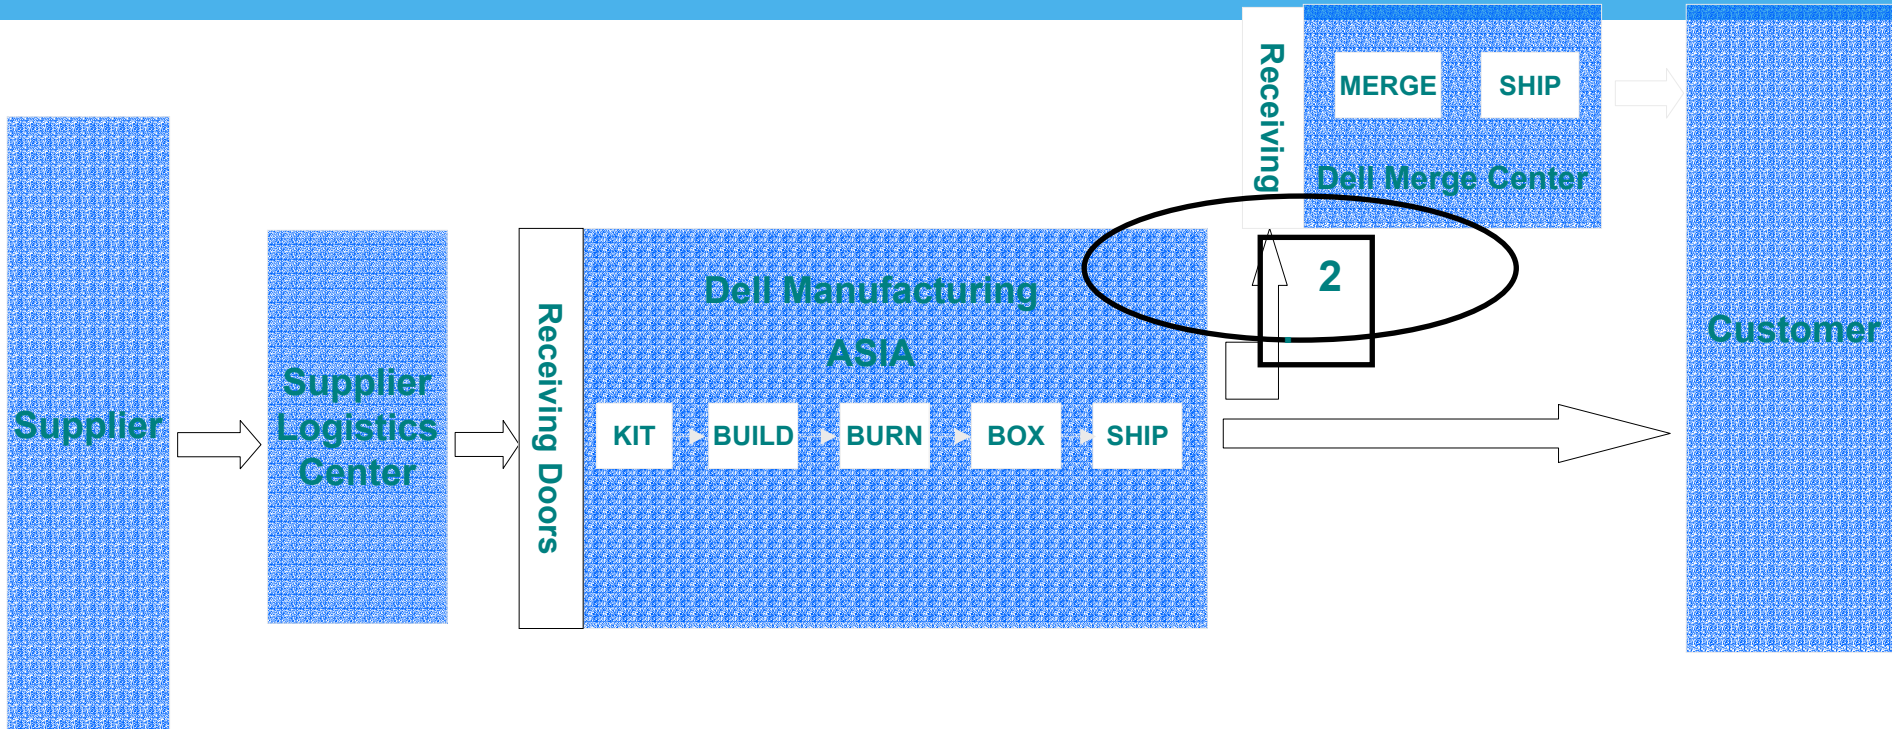 Receiving
MERGE
SHIP
Dell Merge Center
2
.
Dell Manufacturing
ASIA
Customer
Supplier
Supplier
Logistics
Center
Receiving Doors
KIT
BUILD
BURN
BOX
SHIP